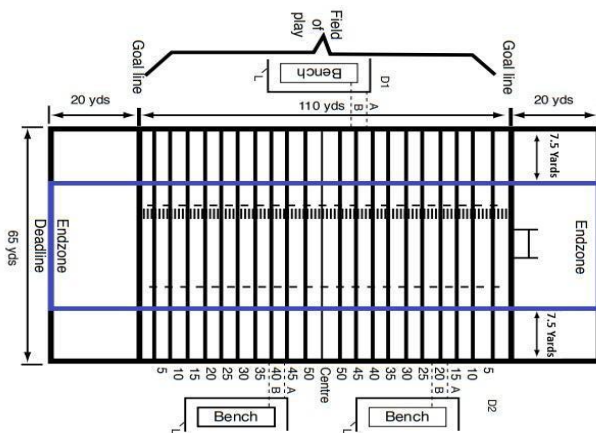 Field
of
play
Goal line
Goal line
Bench
L
D1
20 yds
110 yds
20 yds
B
A
7.5 Yards
65 yds
Deadline
Endzone
Endzone
7.5 Yards
5
10
15
20
25
30
35
40
45
50
Centre
50
45
40
35
30
25
20
15
10
5
B
A
B
A
D2
Bench
L
Bench
L